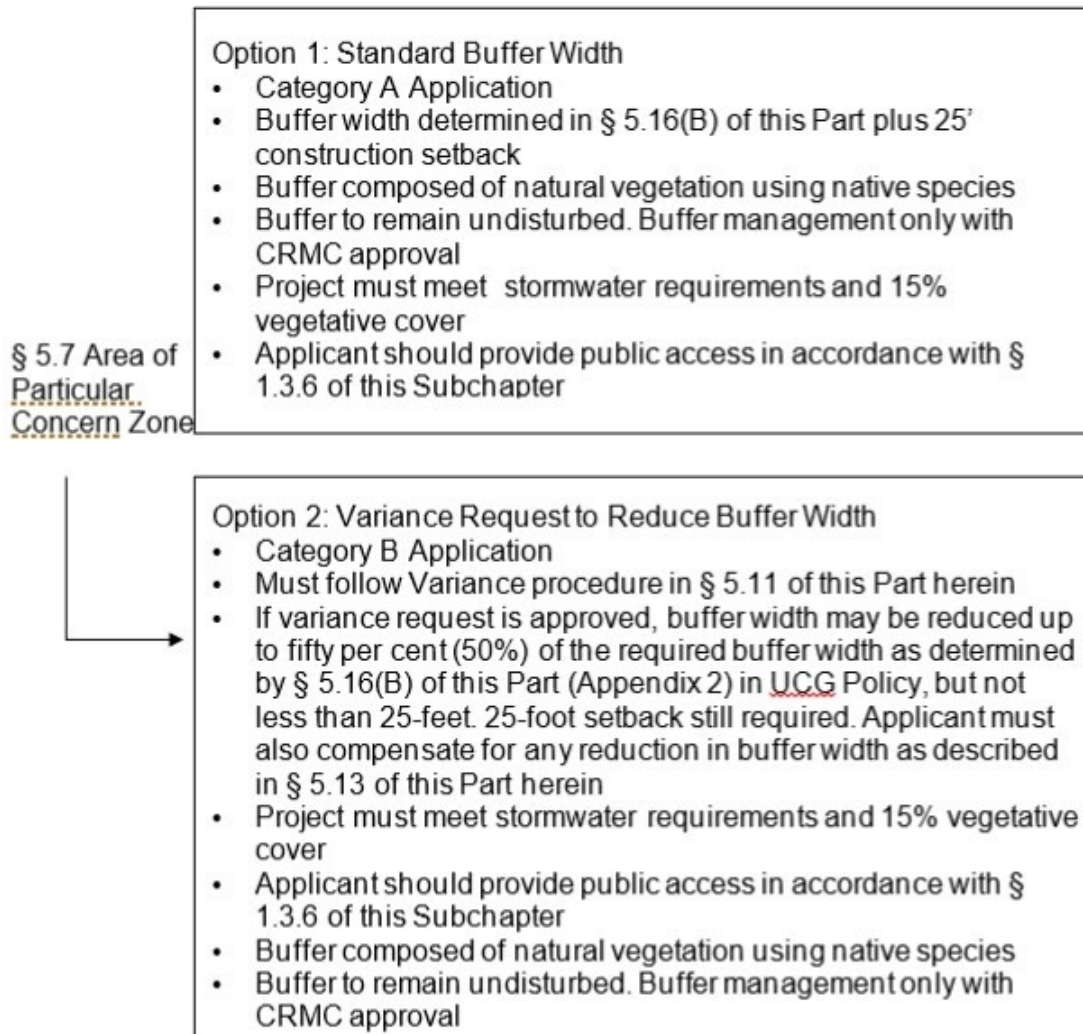 Option 1: Standard Buffer Width
• Category A Application
• Buffer width determined in § 5.16(B) of this Part plus 25’
construction setback
• Buffer composed of natural vegetation using native species
• Buffer to remain undisturbed. Buffer management only with
CRMC approval
• Project must meet stormwater requirements and 15%
vegetative cover
• Applicant should provide public access in accordance with §
1.3.6 of this Subchapter
§ 5.7 Area of
Particular
Concern Zone
Option 2: Variance Request to Reduce Buffer Width
• Category B Application
• Must follow Variance procedure in § 5.11 of this Part herein
• If variance request is approved, buffer width may be reduced up
to fifty per cent (50%) of the required buffer width as determined
by § 5.16(B) of this Part (Appendix 2) in UCG Policy, but not
less than 25-feet. 25-foot setback still required. Applicant must
also compensate for any reduction in buffer width as described
in § 5.13 of this Part herein
• Project must meet stormwater requirements and 15% vegetative
cover
• Applicant should provide public access in accordance with §
1.3.6 of this Subchapter
• Buffer composed of natural vegetation using native species
• Buffer to remain undisturbed. Buffer management only with
CRMC approval